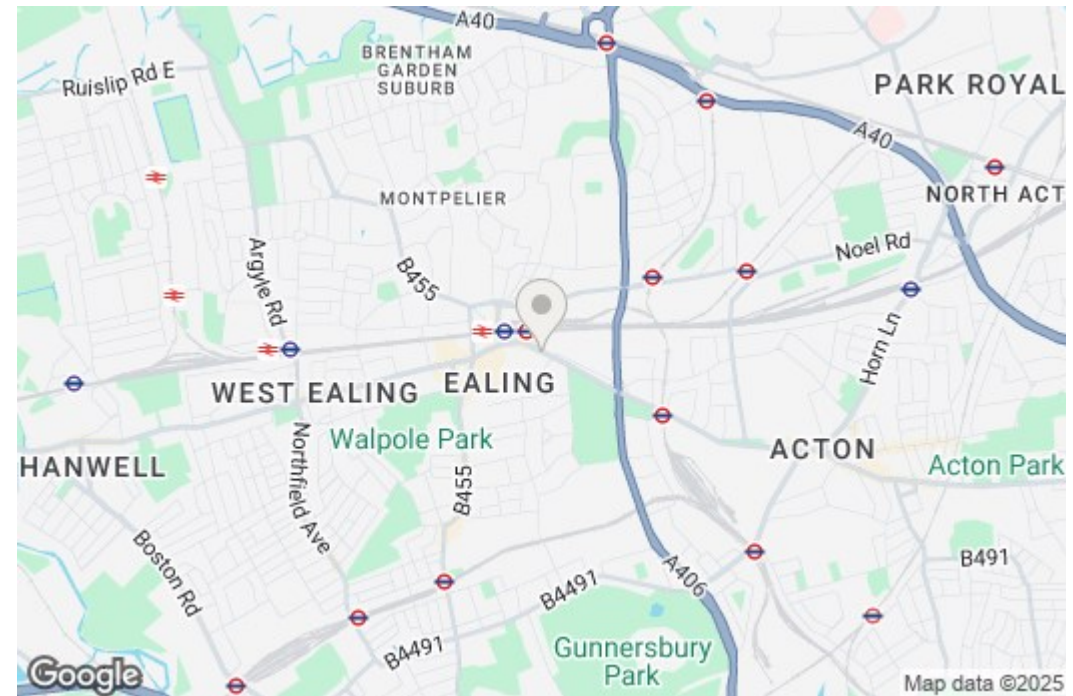 A40
BRENTHAM
GARDEN
SUBURB
Ruislip Rd E
PARK ROYAL
A40
MONTPELIER
NORTH ACT
Argyle Rd
Noel Rd
B455
Horn Ln
WEST EALING
EALING
Walpole Park
ACTON
HANWELL
Acton Park
Northfield Ave
B455
Boston Rd
B491
A406
B4491
B4491
Gunnersbury
Park
Google
Map data ©2025